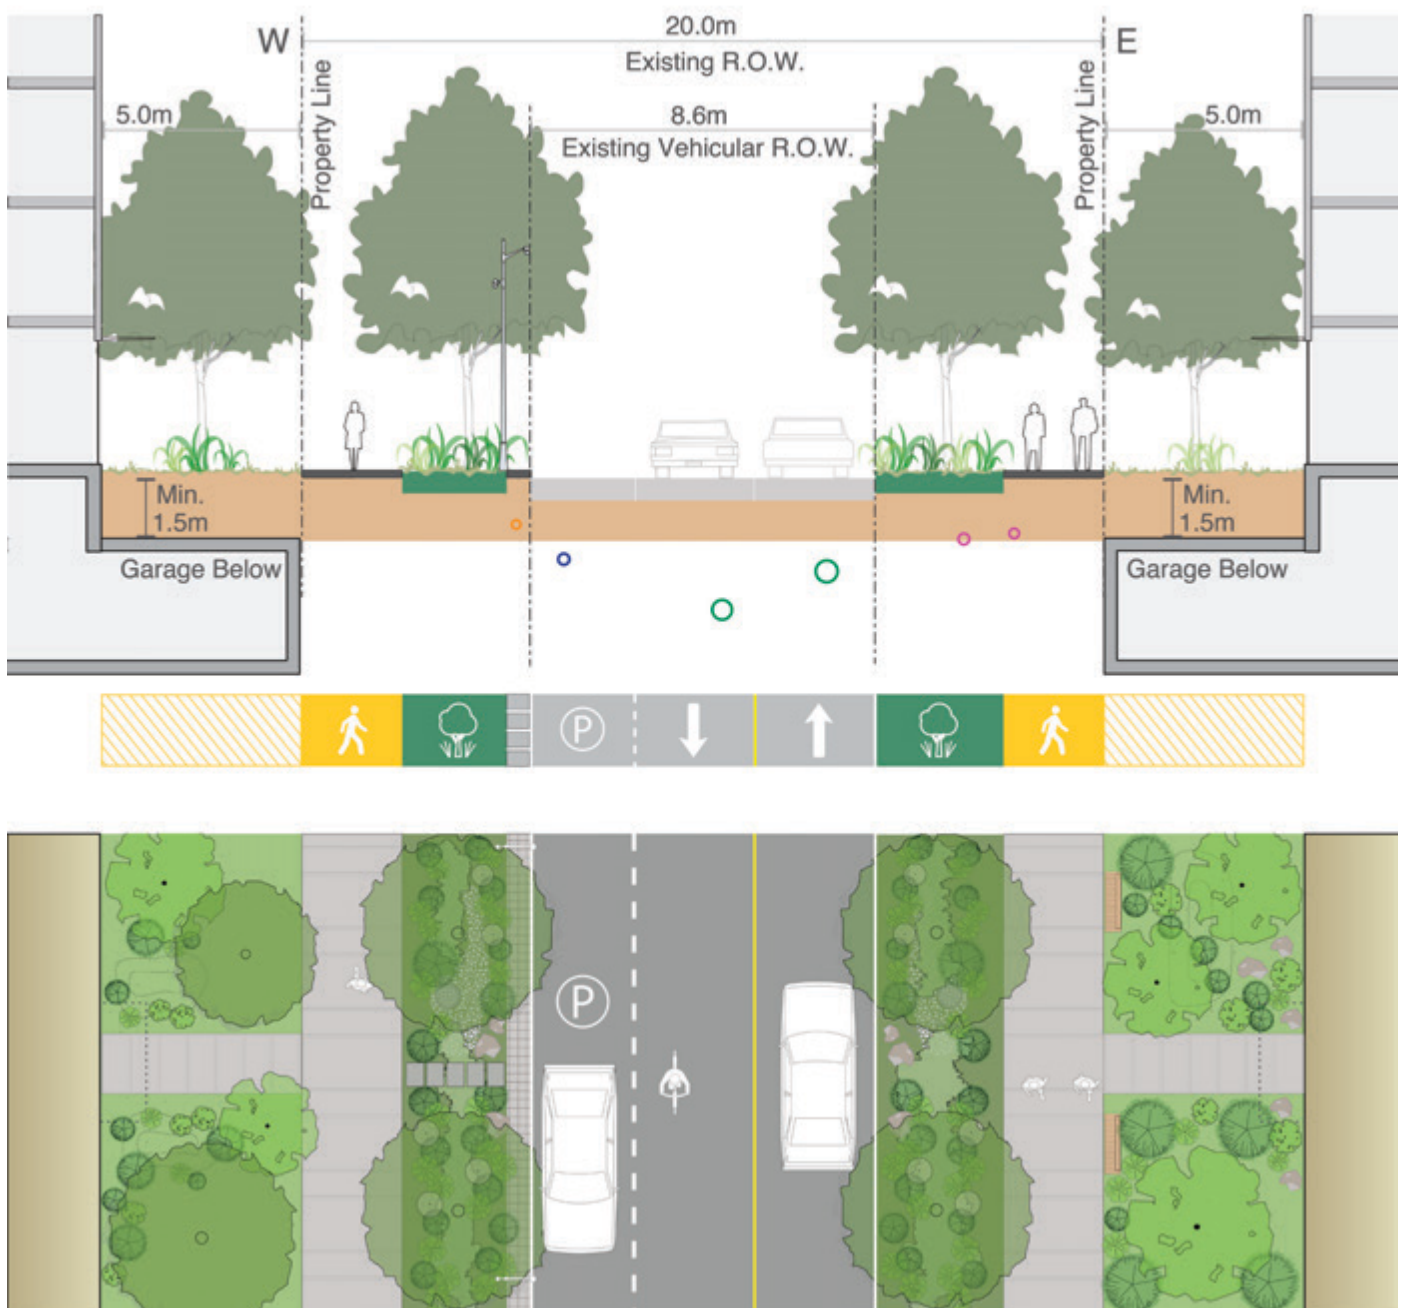 W
20.0m
E
Existing R.O.W.
Property Line
Property Line
5.0m
8.6m
5.0m
Existing Vehicular R.O.W.
Min.
1.5m
Min.
1.5m
Garage Below
Garage Below
P
P